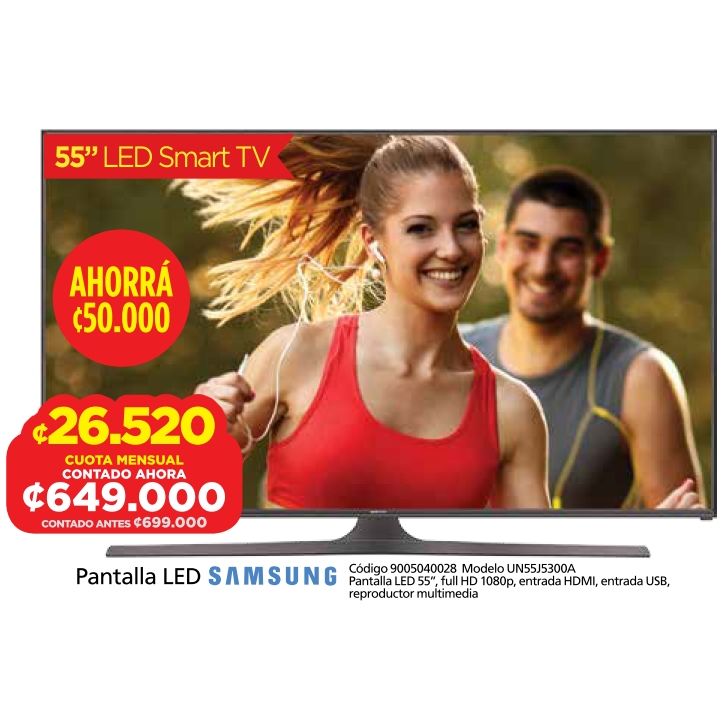 55” LED Smart TV
AHORRÁ
¢50.000
¢26.520
CUOTA MENSUAL
CONTADO AHORA
¢649.000
CONTADO ANTES ¢699.000
Pantalla LED SAMSUNG
Código 9005040028 Modelo UN55J5300A
Pantalla LED 55”, full HD 1080p, entrada HDMI, entrada USB,
reproductor multimedia